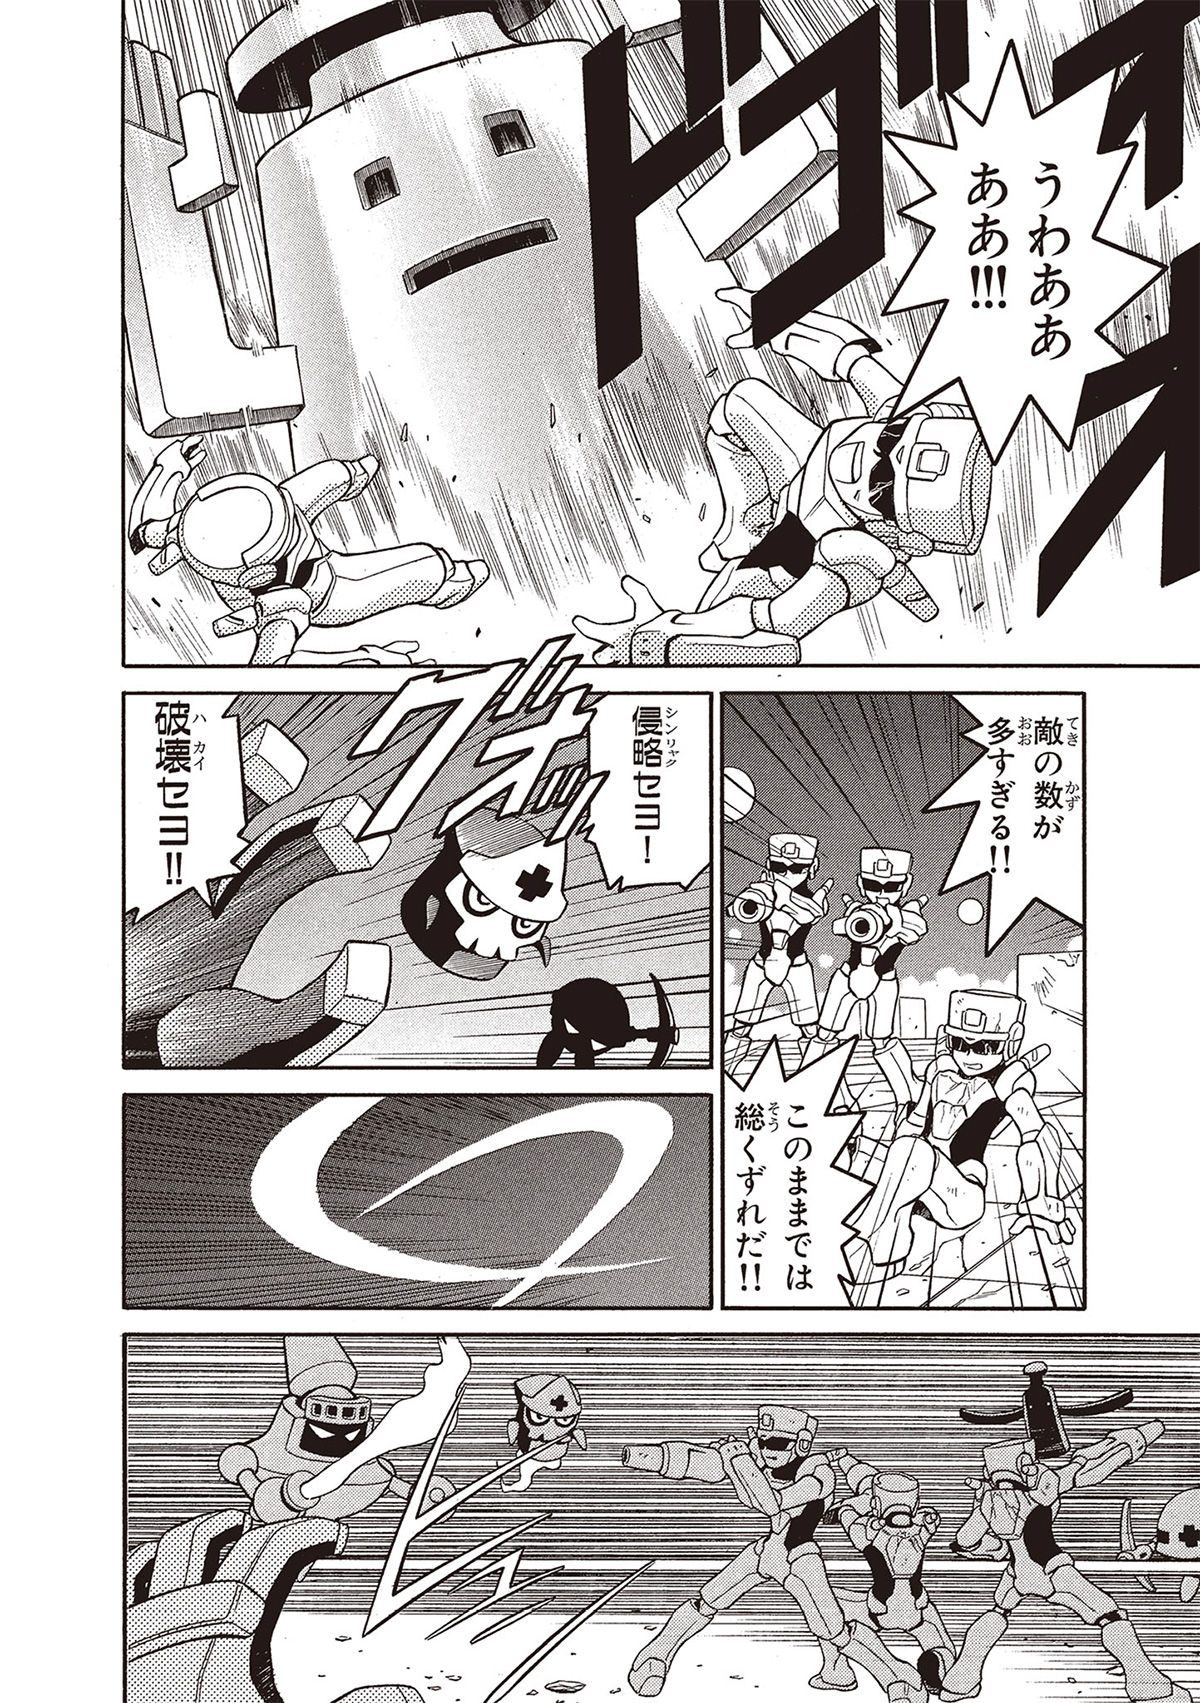 ドゴオオ
うわああ
ああ!!!
敵の数が
多すぎる!!
このままでは
総くずれだ!!
グオオッ
侵略セヨ!
破壊セヨ!!